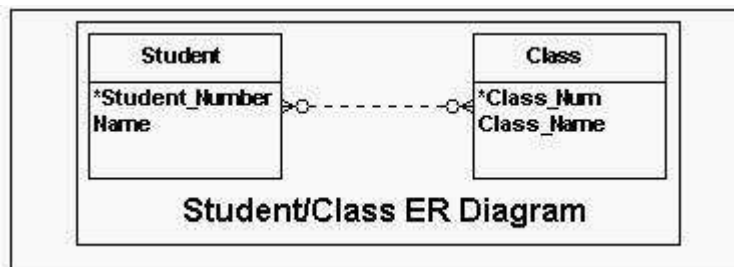 Student
*Student_Number
Name
Class
*Class_Num
Class_Name
Student/Class ER Diagram